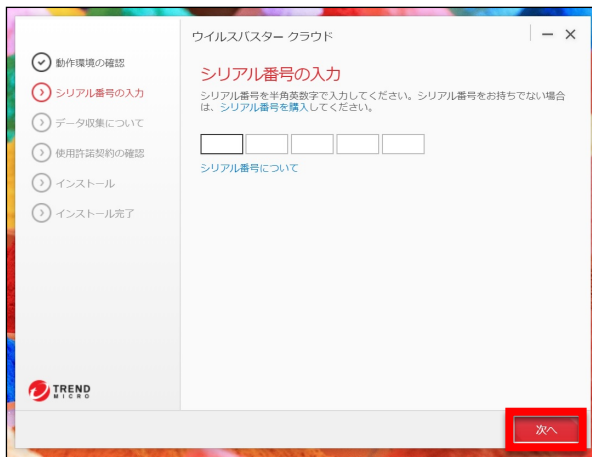 ウイルスバスター クラウド
動作環境の確認
シリアル番号の入力
データ収集について
使用許諾契約の確認
インストール
インストール完了
シリアル番号の入力
シリアル番号を半角英数字で入力してください。シリアル番号をお持ちでない場合
は、シリアル番号を購入してください。
シリアル番号について
TREND
MICRO
次へ